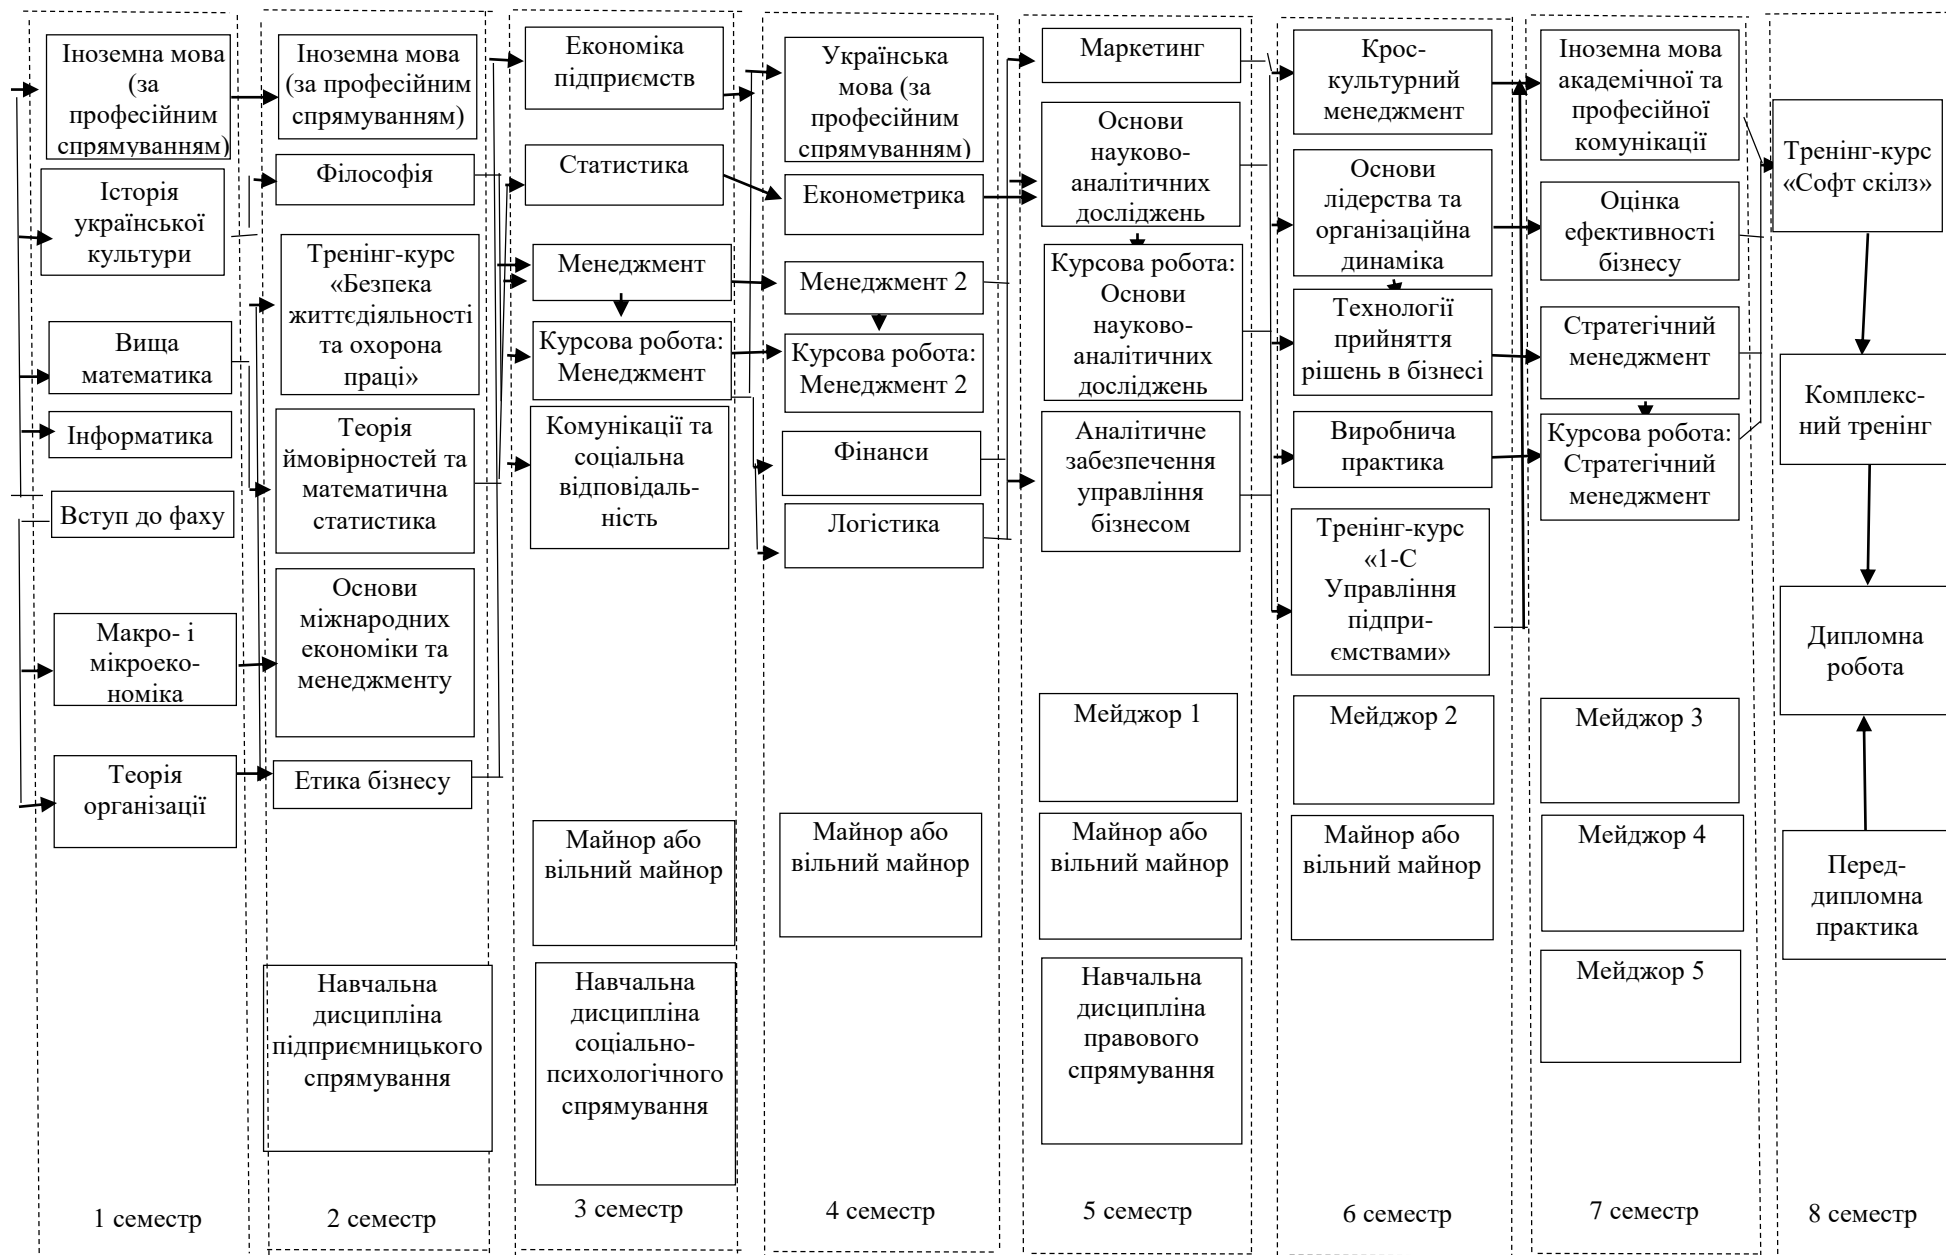 Іноземна мова
(за
професійним
спрямуванням)
Історія
української
культури
Вища
математика
Інформатика
Вступ до фаху
Макро- і
мікроеко-
номіка
Теорія
організації
1 семестр
Іноземна мова
(за професійним
спрямуванням)
Філософія
Тренінг-курс
«Безпека
життєдіяльності
та охорона
праці»
Теорія
ймовірностей та
математична
статистика
Основи
міжнародних
економіки та
менеджменту
Етика бізнесу
Навчальна
дисципліна
підприємницького
спрямування
2 семестр
Економіка
підприємств
Статистика
Менеджмент
Курсова робота:
Менеджмент
Комунікації та
соціальна
відповідаль-
ність
Майнор або
вільний майнор
Навчальна
дисципліна
соціально-
психологічного
спрямування
3 семестр
Українська
мова (за
професійним
спрямуванням)
Економетрика
Менеджмент 2
Курсова робота:
Менеджмент 2
Фінанси
Логістика
Майнор або
вільний майнор
4 семестр
Маркетинг
Основи
науково-
аналітичних
досліджень
Курсова робота:
Основи
науково-
аналітичних
досліджень
Аналітичне
забезпечення
управління
бізнесом
Мейджор 1
Майнор або
вільний майнор
Навчальна
дисципліна
правового
спрямування
5 семестр
Крос-
культурний
менеджмент
Основи
лідерства та
організаційна
динаміка
Технології
прийняття
рішень в бізнесі
Виробнича
практика
Тренінг-курс
«1-С
Управління
підпри-
ємствами»
Мейджор 2
Майнор або
вільний майнор
6 семестр
Іноземна мова
академічної та
професійної
комунікації
Оцінка
ефективності
бізнесу
Стратегічний
менеджмент
Курсова робота:
Стратегічний
менеджмент
Мейджор 3
Мейджор 4
Мейджор 5
7 семестр
Тренінг-курс
«Софт скілз»
Комплекс-
ний тренінг
Дипломна
робота
Перед-
дипломна
практика
8 семестр